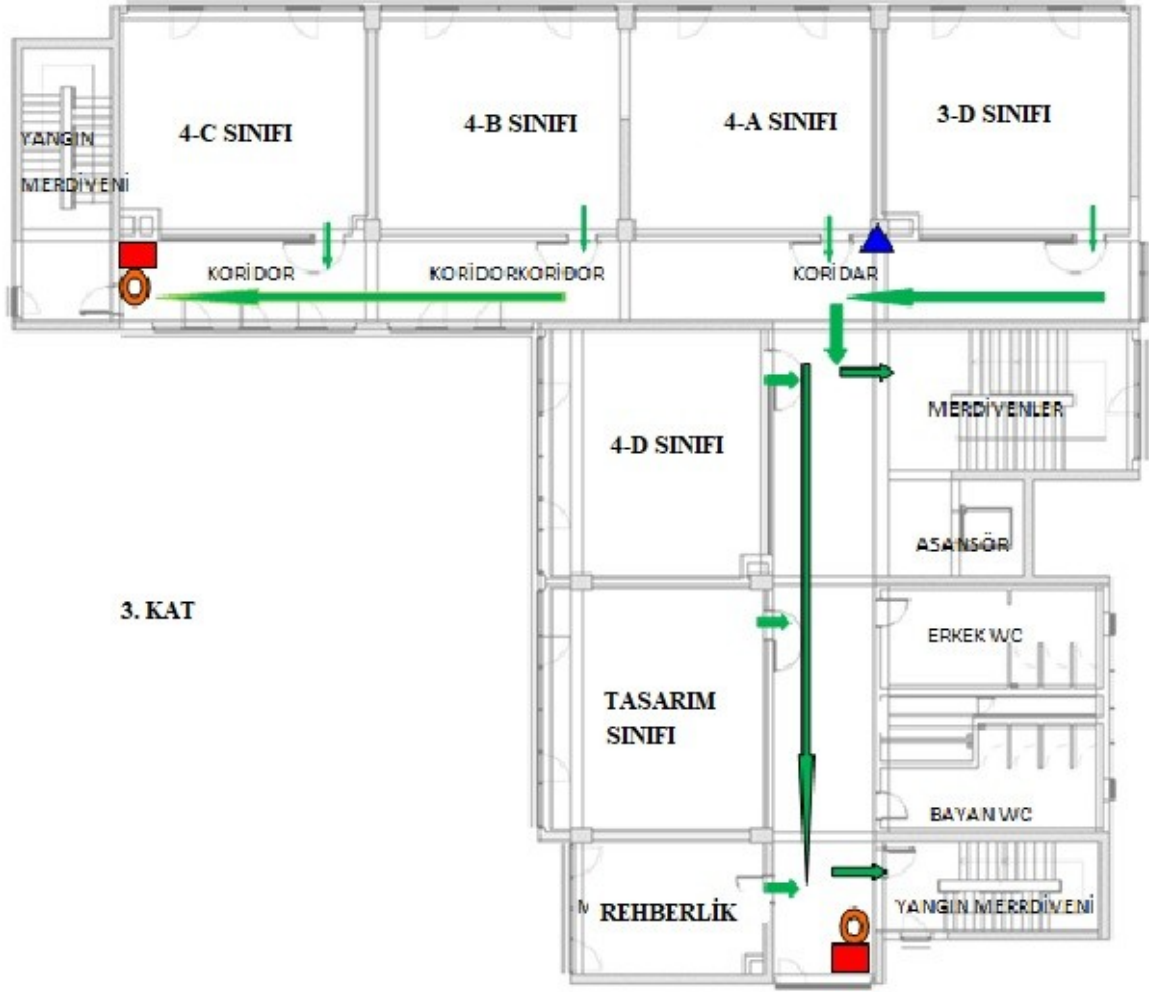 4-C SINIFI
4-B SINIFI
4-A SINIFI
3-D SINIFI
YANGIN
MERDİVENİ
KORİDOR
KORİDORKORİDOR
KORİDAR
4-D SINIFI
MERDİVENLER
ASANSÖR
3. KAT
ERKEK WC
TASARIM
SINIFI
BAYAN WC
M
REHBERLİK
YANGIN MERRDİVENİ